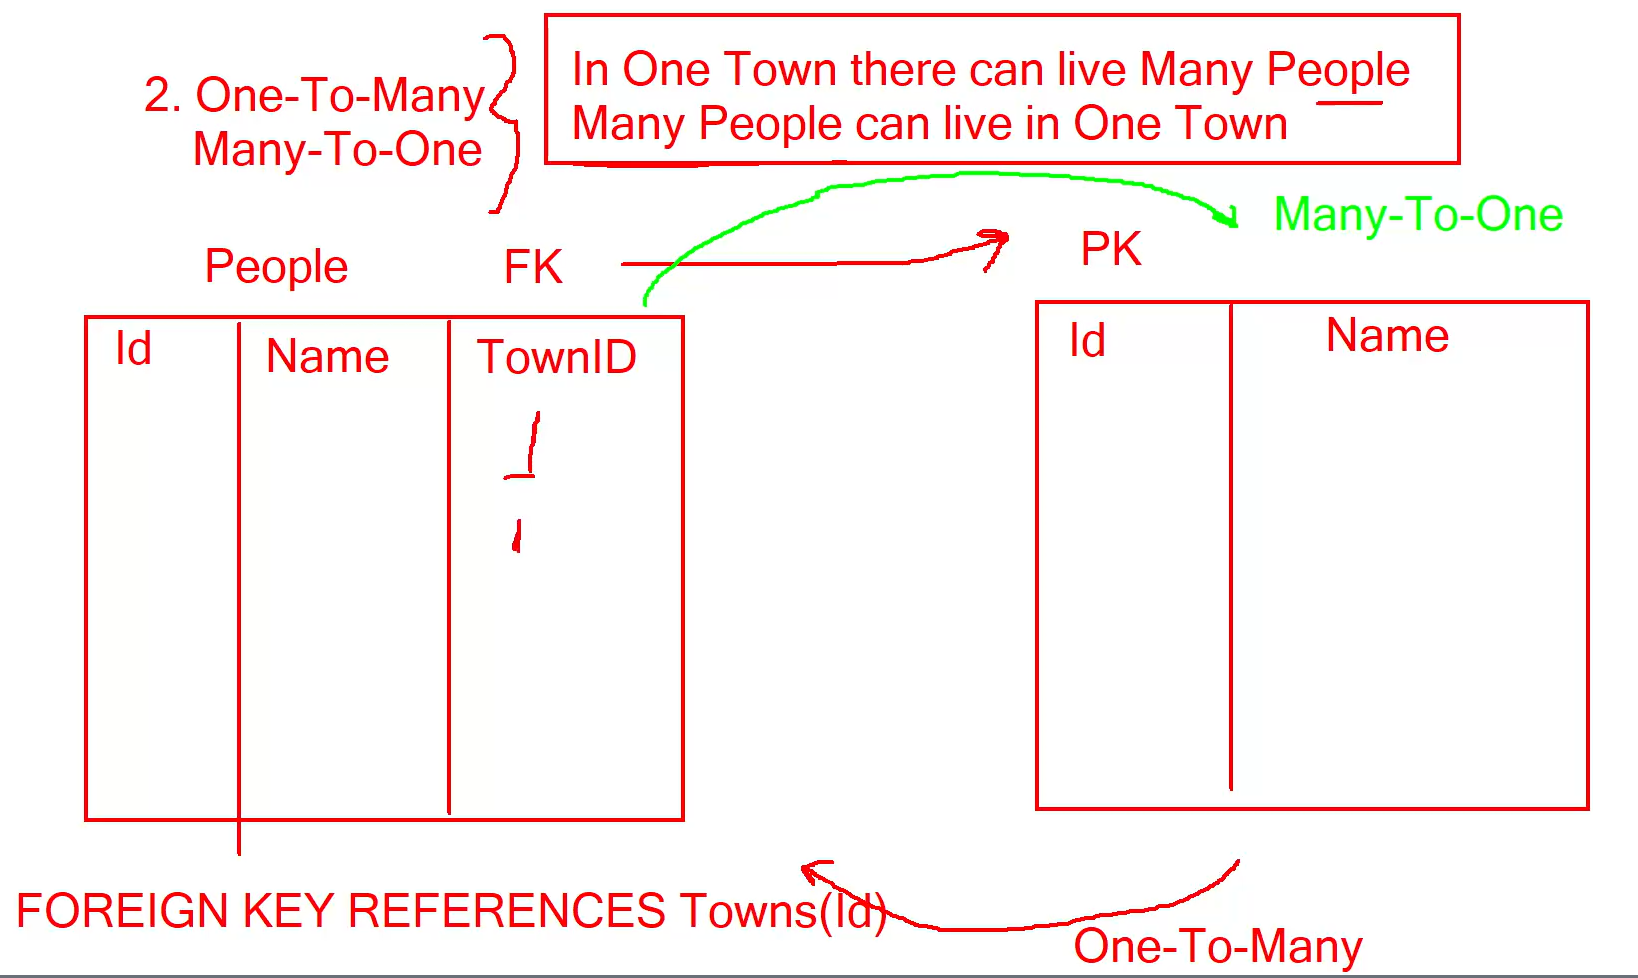 2. One-To-Many
Many-To-One
In One Town there can live Many People
Many People can live in One Town
Many-To-One
People
FK
PK
Id
Name
TownID
Id
Name
FOREIGN KEY REFERENCES Towns(Id)
One-To-Many